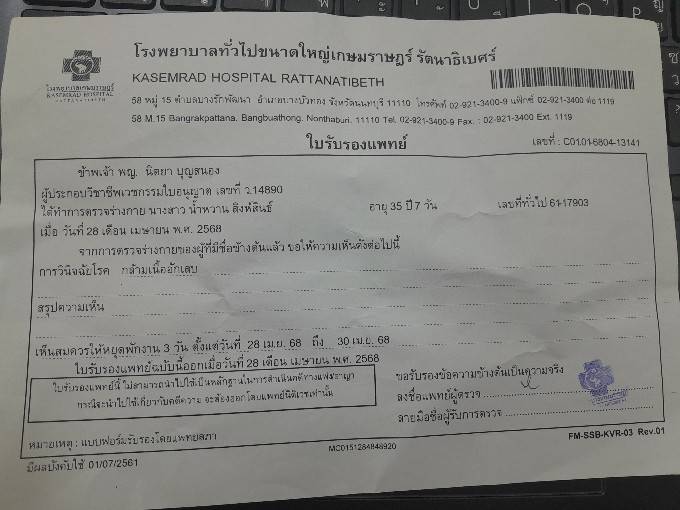 โรงพยาบาลทั่วไปขนาดใหญ่เกษมราษฎร์ รัตนาธิเบศร์
KASEMRAD HOSPITAL RATTANATIBETH
โรงพยาบาลเกษมราษฎร์
KASEMRAD HOSPITAL
RATTANATIBETH
58 หมู่ 15 ตำบลบางรักพัฒนา อำเภอบางบัวทอง จังหวัดนนทบุรี 11110 โทรศัพท์ 02-921-3400-9 แฟ็กซ์ 02-921-3400 ต่อ 1119
58 M.15 Bangrakpattana, Bangbuathong, Nonthaburi. 11110 Tel. 02-921-3400-9 Fax. : 02-921-3400 Ext. 1119
ใบรับรองแพทย์
เลขที่ : C01.01-6804-13141
ข้าพเจ้า พญ. นิตยา บุญสนอง
ผู้ประกอบวิชาชีพเวชกรรมใบอนุญาต เลขที่ ว.14890
ได้ทำการตรวจร่างกาย นางสาว น้ำหวาน สิงห์สินธ์ อายุ 35 ปี 7 วัน เลขที่ทั่วไป 61-17903
เมื่อ วันที่ 28 เดือน เมษายน พ.ศ. 2568
จากการตรวจร่างกายของผู้ที่มีชื่อข้างต้นแล้ว ขอให้ความเห็นดังต่อไปนี้
การวินิจฉัยโรค กล้ามเนื้ออักเสบ
สรุปความเห็น
เห็นสมควรให้หยุดพักงาน 3 วัน ตั้งแต่วันที่ 28 เม.ย. 68 ถึง 30 เม.ย. 68
ใบรับรองแพทย์ฉบับนี้ออกเมื่อวันที่ 28 เดือน เมษายน พ.ศ. 2568
ใบรับรองแพทย์นี้ ไม่สามารถนำไปใช้เป็นหลักฐานในการดำเนินคดีทางแพ่ง/อาญา
กรณีจะนำไปใช้เกี่ยวกับคดีความ จะต้องออกโดยแพทย์นิติเวชเท่านั้น
ขอรับรองข้อความข้างต้นเป็นความจริง
ลงชื่อแพทย์ผู้ตรวจ
ลายมือชื่อผู้รับการตรวจ
หมายเหตุ : แบบฟอร์มรับรองโดยแพทยสภา
MC0151284848920
FM-SSB-KVR-03 Rev.01
มีผลบังคับใช้ 01/07/2561